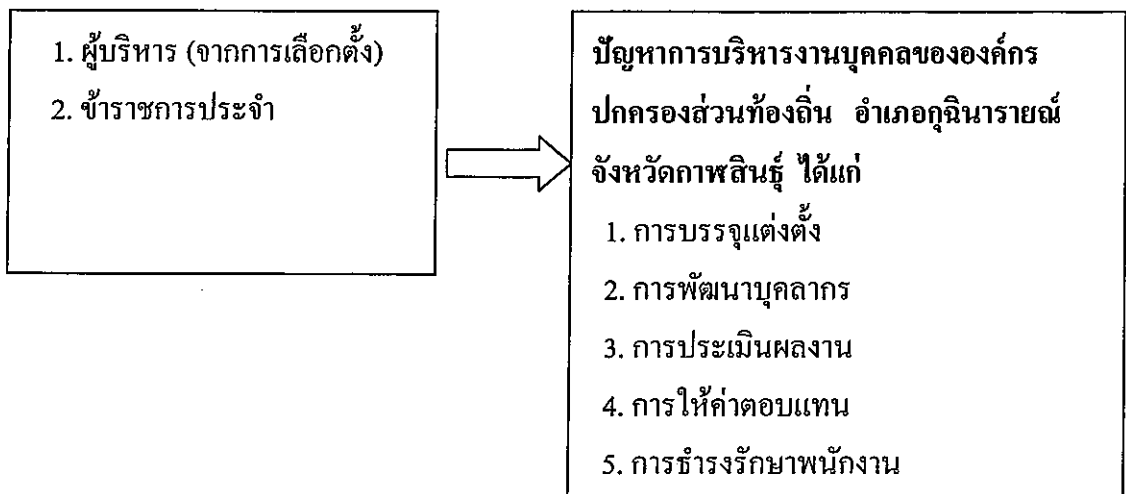 1. ผู้บริหาร (จากการเลือกตั้ง)
2. ข้าราชการประจำ
ปัญหาการบริหารงานบุคคลขององค์กร
ปกครองส่วนท้องถิ่น อำเภอกุฉินารายณ์
จังหวัดกาฬสินธุ์ ได้แก่
1. การบรรจุแต่งตั้ง
2. การพัฒนาบุคลากร
3. การประเมินผลงาน
4. การให้ค่าตอบแทน
5. การธำรงรักษาพนักงาน